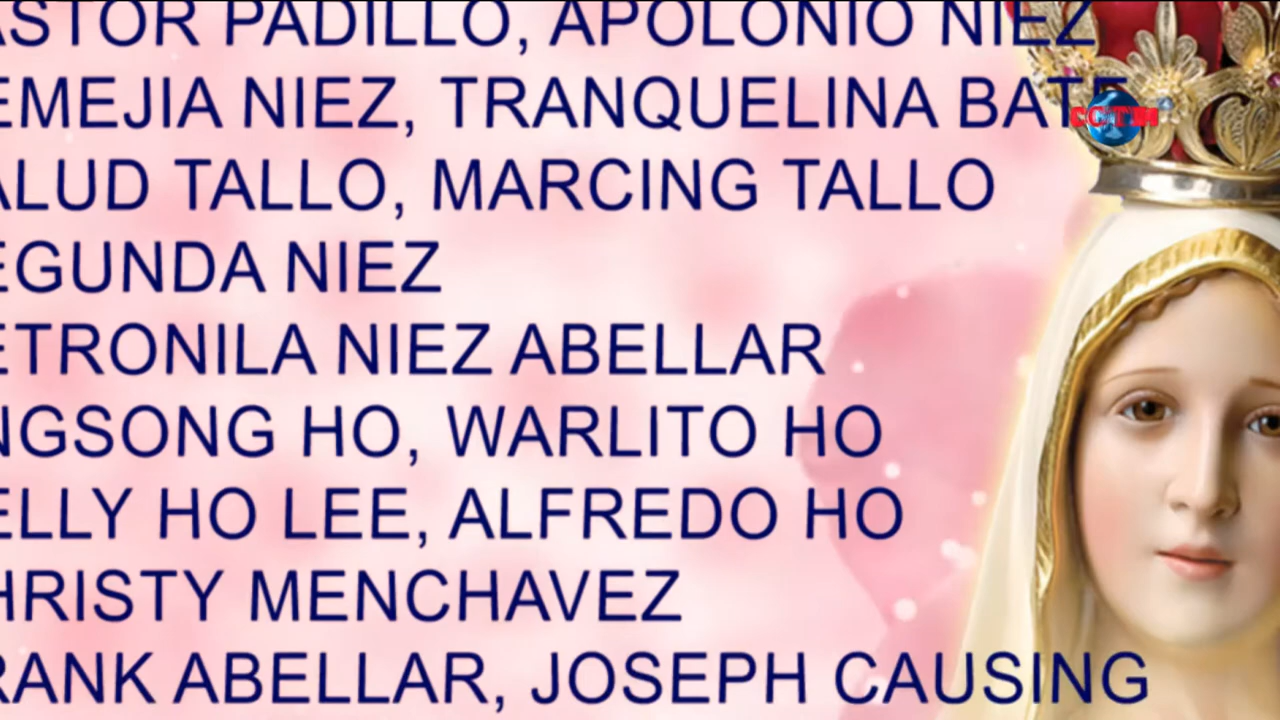 ASTOR PADILLO, APOLONIO NIEZ
EMEJIA NIEZ, TRANQUELINA BATE
ALUD TALLO, MARCING TALLO
EGUNDA NIEZ
ETRONILA NIEZ ABELLAR
NGSONG HO, WARLITO HO
ELLY HO LEE, ALFREDO HO
HRISTY MENCHAVEZ
RANK ABELLAR, JOSEPH CAUSING